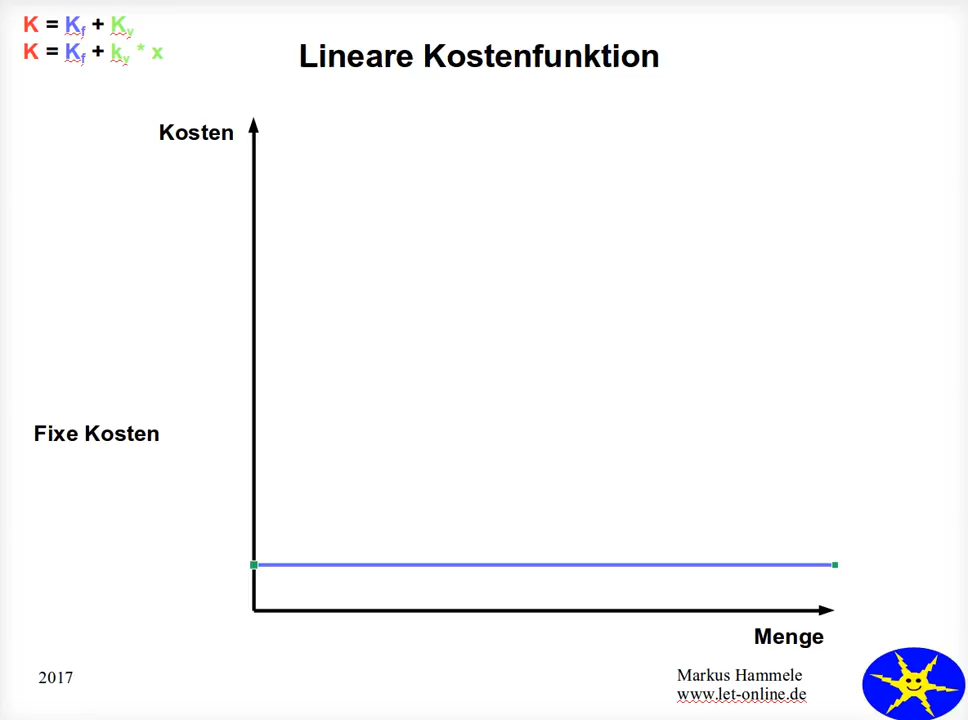 K = Kf + Kv
K = Kf + kv * x
Lineare Kostenfunktion
Kosten
Fixe Kosten
Menge
2017
Markus Hammele
www.let-online.de